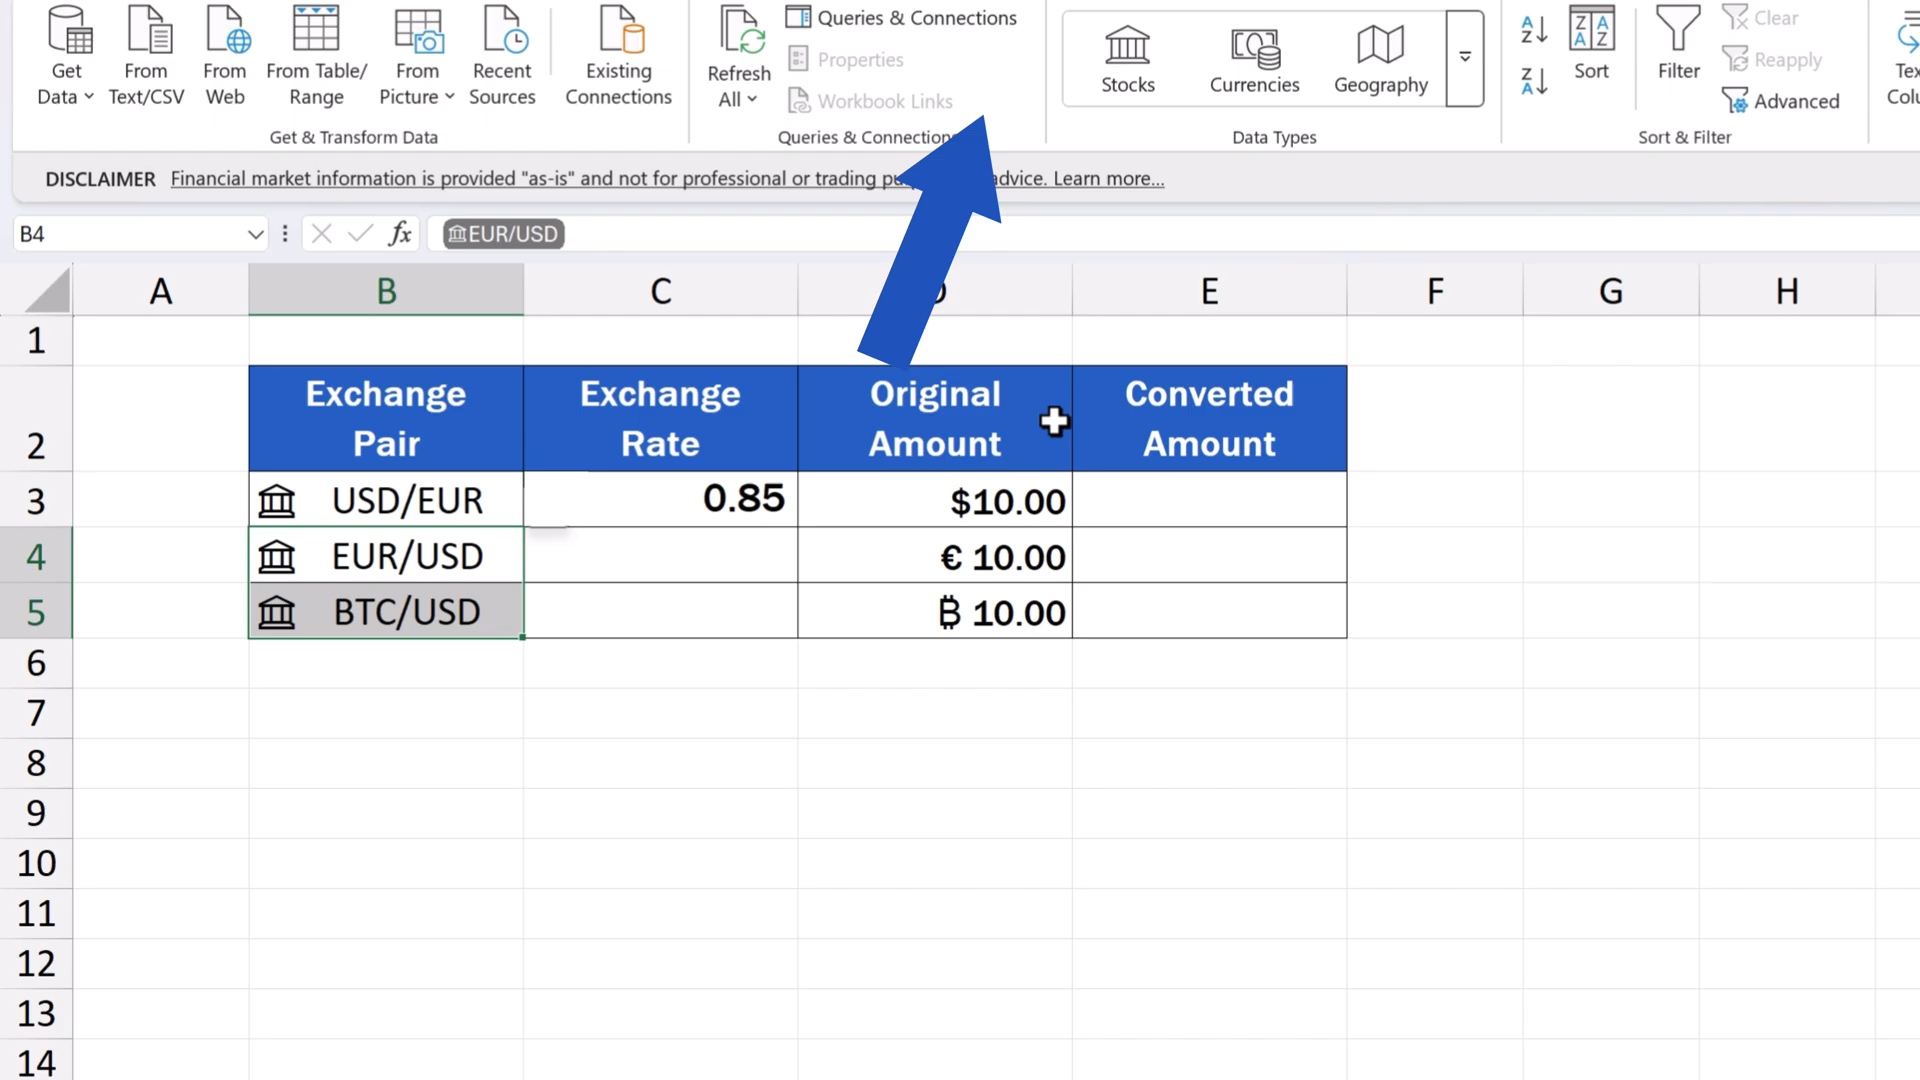 Get Data
From Text/CSV
From Web
From Table/ Range
From Picture
Recent Sources
Existing Connections
Get & Transform Data
Refresh All
Queries & Connections
Properties
Workbook Links
Queries & Connection
Stocks
Currencies
Geography
Data Types
Sort
Filter
Clear
Reapply
Advanced
Sort & Filter
DISCLAIMER Financial market information is provided "as-is" and not for professional or trading advice. Learn more...
B4 fx EUR/USD
A B C E F G H
1
2 Exchange Pair Exchange Rate Original Amount Converted Amount
3 USD/EUR 0.85 $10.00
4 EUR/USD € 10.00
5 BTC/USD ₿ 10.00
6
7
8
9
10
11
12
13
14